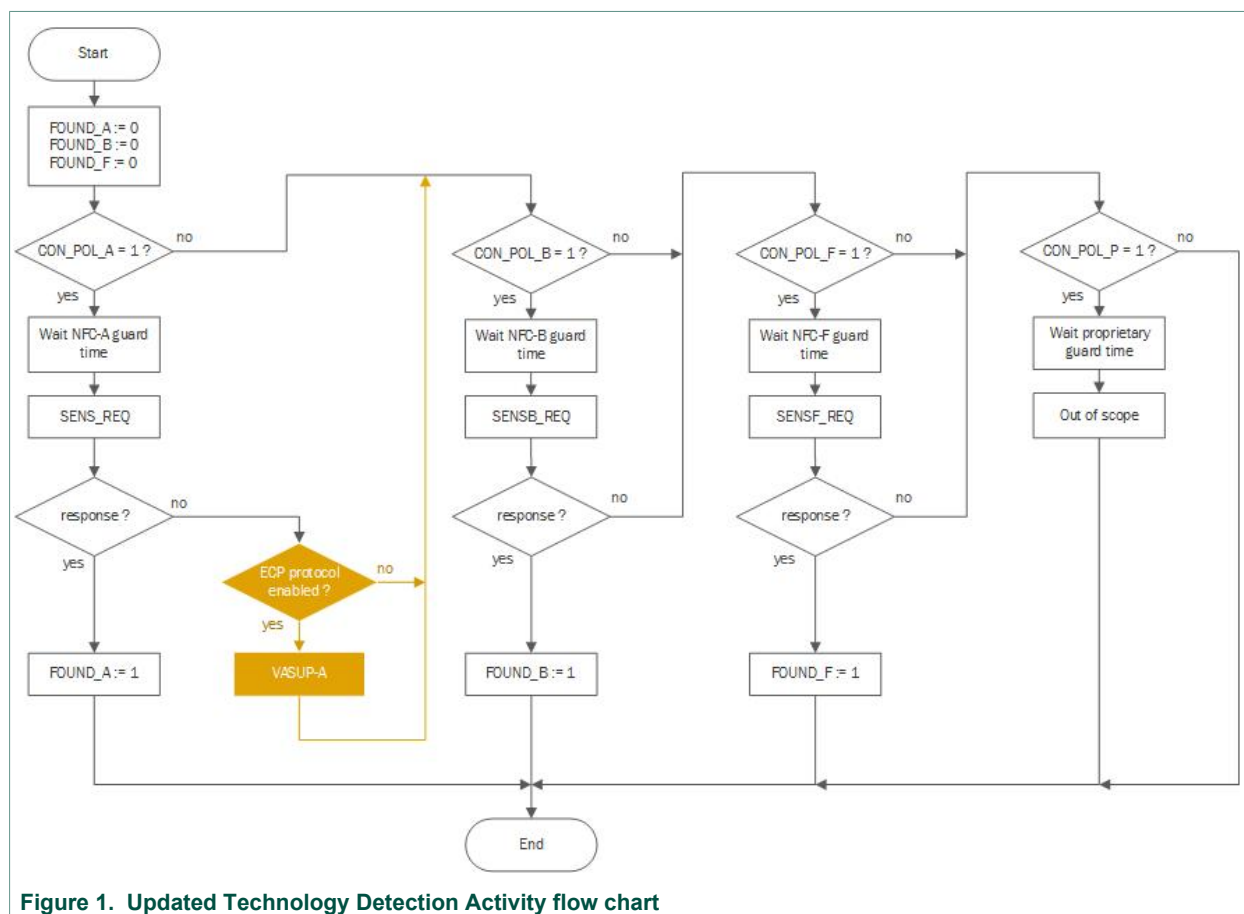 Start
FOUND_A := 0
FOUND_B := 0
FOUND_F := 0
CON_POL_A = 1 ?
no
yes
Wait NFC-A guard
time
SENS_REQ
response ?
no
yes
ECP protocol
enabled ?
no
yes
VASUP-A
FOUND_A := 1
CON_POL_B = 1 ?
no
yes
Wait NFC-B guard
time
SENSB_REQ
response ?
no
yes
FOUND_B := 1
CON_POL_F = 1 ?
no
yes
Wait NFC-F guard
time
SENSF_REQ
response ?
no
yes
FOUND_F := 1
CON_POL_P = 1 ?
no
yes
Wait proprietary
guard time
Out of scope
End
Figure 1. Updated Technology Detection Activity flow chart